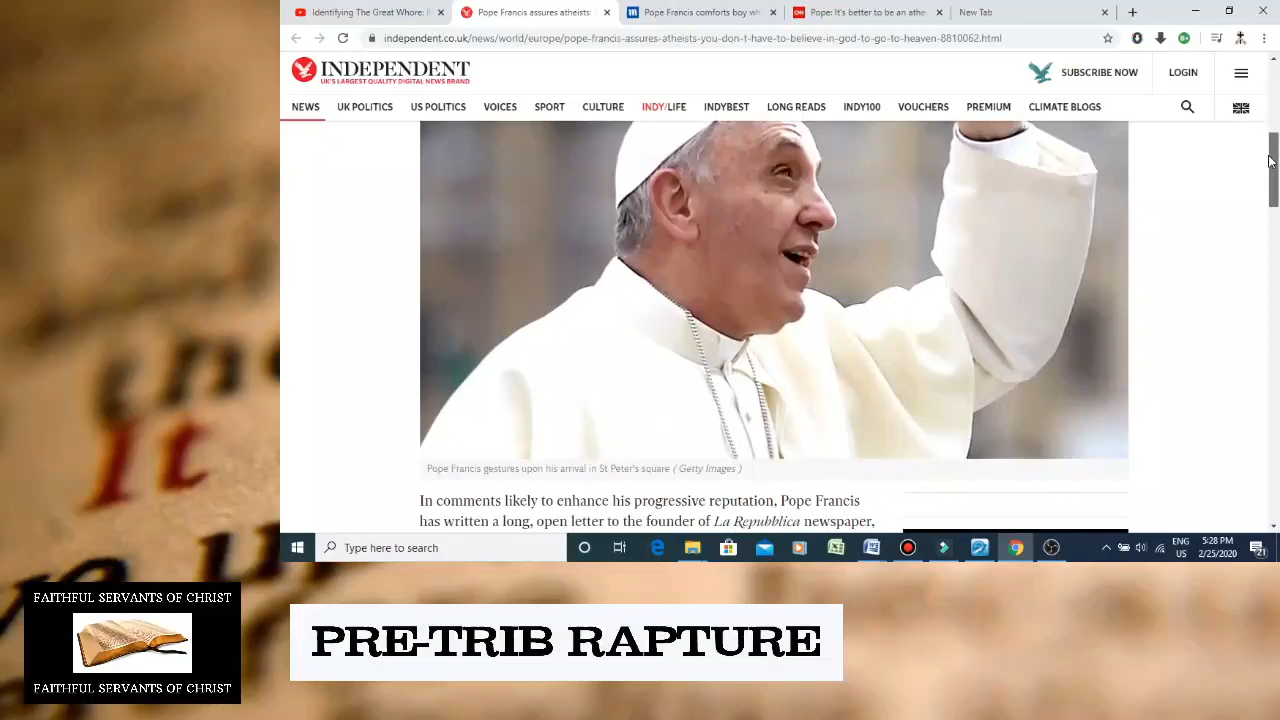 Identifying The Great Whore: R
Pope Francis assures atheists:
Pope Francis comforts boy wh
Pope: It's better to be an athe
New Tab
independent.co.uk/news/world/europe/pope-francis-assures-atheists-you-don-t-have-to-believe-in-god-to-go-to-heaven-8810062.html
INDEPENDENT
UK'S LARGEST QUALITY DIGITAL NEWS BRAND
SUBSCRIBE NOW
LOGIN
NEWS UK POLITICS US POLITICS VOICES SPORT CULTURE INDY/LIFE INDYBEST LONG READS INDY100 VOUCHERS PREMIUM CLIMATE BLOGS
Pope Francis gestures upon his arrival in St Peter's square ( Getty Images )
In comments likely to enhance his progressive reputation, Pope Francis
has written a long, open letter to the founder of La Repubblica newspaper,
Type here to search
ENG
US
5:28 PM
2/25/2020
21
the
It
FAITHFUL SERVANTS OF CHRIST
FAITHFUL SERVANTS OF CHRIST
PRE-TRIB RAPTURE